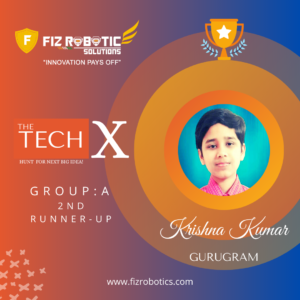 F
FIZ ROBOTIC
SOLUTIONS
"INNOVATION PAYS OFF"
THE
TECH X
HUNT FOR NEXT BIG IDEA!
GROUP:A
2ND
RUNNER-UP
Krishna Kumar
GURUGRAM
www.fizrobotics.com